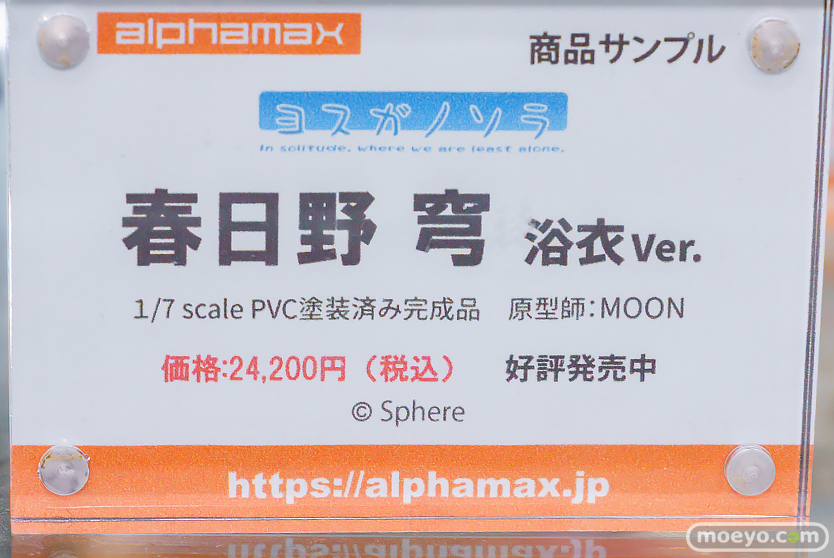 alphamax
商品サンプル
ヨスガノソラ
In solitude, where we are least alone.
春日野 穹 浴衣Ver.
1/7 scale PVC塗装済み完成品 原型師：MOON
価格:24,200円（税込） 好評発売中
© Sphere
https://alphamax.jp
https://alphamax.jp
moeyo.com